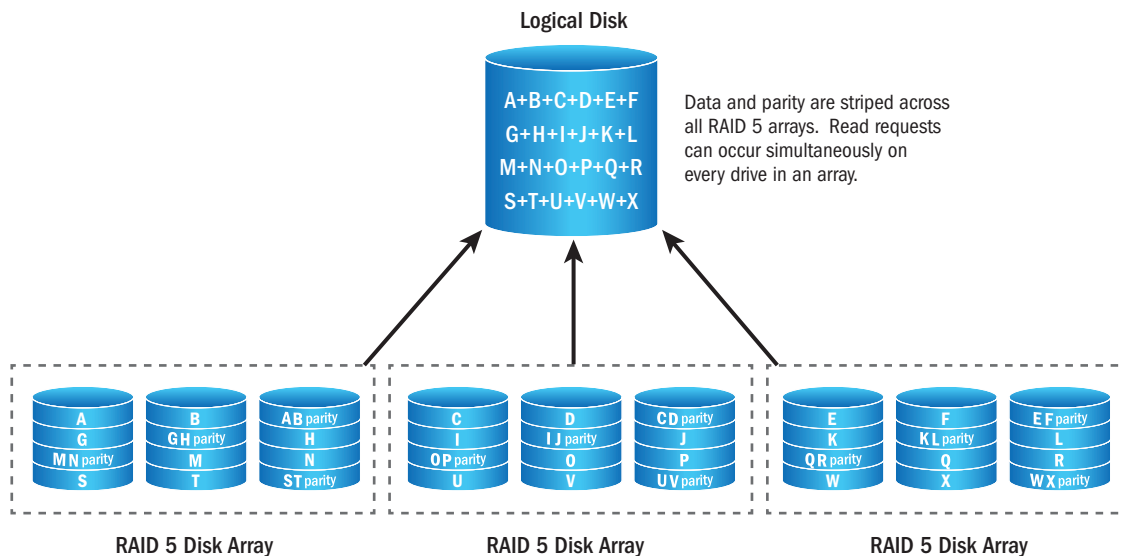 Logical Disk
A+B+C+D+E+F
G+H+I+J+K+L
M+N+O+P+Q+R
S+T+U+V+W+X
Data and parity are striped across
all RAID 5 arrays. Read requests
can occur simultaneously on
every drive in an array.
A
G
MN parity
S
B
GH parity
M
T
AB parity
H
N
ST parity
C
I
OP parity
U
D
IJ parity
O
V
CD parity
J
P
UV parity
E
K
QR parity
W
F
KL parity
Q
X
EF parity
L
R
WX parity
RAID 5 Disk Array
RAID 5 Disk Array
RAID 5 Disk Array